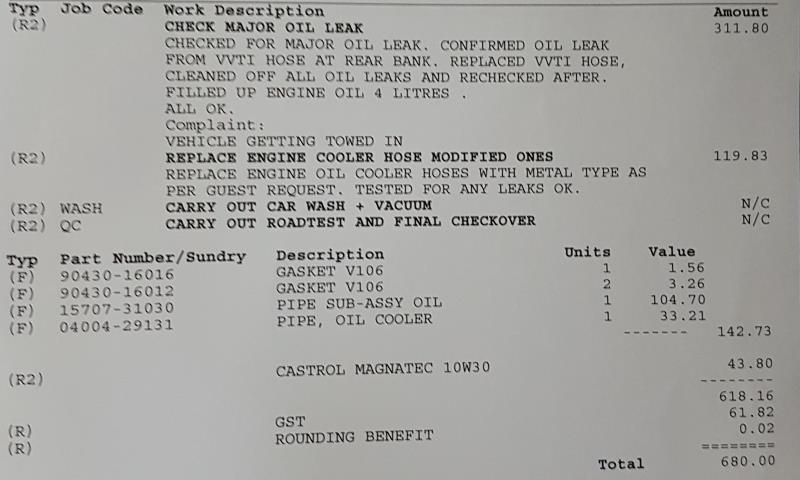 Typ Job Code Work Description Amount
(R2) CHECK MAJOR OIL LEAK 311.80
CHECKED FOR MAJOR OIL LEAK. CONFIRMED OIL LEAK
FROM VVTI HOSE AT REAR BANK. REPLACED VVTI HOSE,
CLEANED OFF ALL OIL LEAKS AND RECHECKED AFTER.
FILLED UP ENGINE OIL 4 LITRES .
ALL OK.
Complaint:
VEHICLE GETTING TOWED IN
(R2) REPLACE ENGINE COOLER HOSE MODIFIED ONES 119.83
REPLACE ENGINE OIL COOLER HOSES WITH METAL TYPE AS
PER GUEST REQUEST. TESTED FOR ANY LEAKS OK.
(R2) WASH CARRY OUT CAR WASH + VACUUM N/C
(R2) QC CARRY OUT ROADTEST AND FINAL CHECKOVER N/C
Typ Part Number/Sundry Description Units Value
(F) 90430-16016 GASKET V106 1 1.56
(F) 90430-16012 GASKET V106 2 3.26
(F) 15707-31030 PIPE SUB-ASSY OIL 1 104.70
(F) 04004-29131 PIPE, OIL COOLER 1 33.21
------- 142.73
(R2) CASTROL MAGNATEC 10W30 43.80
--------
618.16
(R) GST 61.82
(R) ROUNDING BENEFIT 0.02
========
Total 680.00